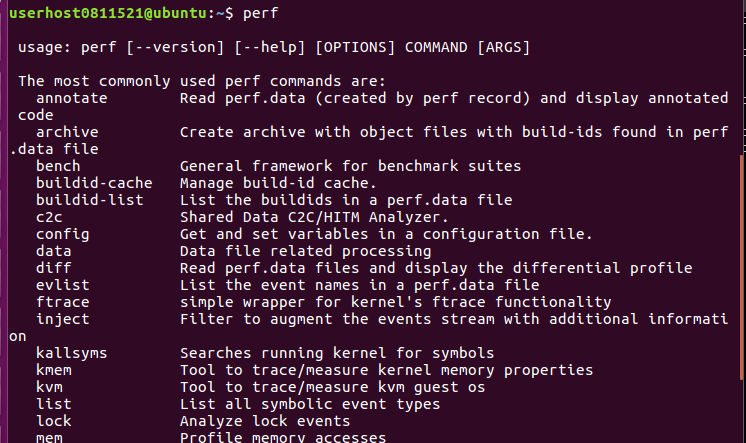 userhost0811521@ubuntu:~$ perf
usage: perf [--version] [--help] [OPTIONS] COMMAND [ARGS]
The most commonly used perf commands are:
annotate        Read perf.data (created by perf record) and display annotated
code
archive         Create archive with object files with build-ids found in perf
.data file
bench           General framework for benchmark suites
buildid-cache   Manage build-id cache.
buildid-list    List the buildids in a perf.data file
c2c             Shared Data C2C/HITM Analyzer.
config          Get and set variables in a configuration file.
data            Data file related processing
diff            Read perf.data files and display the differential profile
evlist          List the event names in a perf.data file
ftrace          simple wrapper for kernel's ftrace functionality
inject          Filter to augment the events stream with additional informati
on
kallsyms        Searches running kernel for symbols
kmem            Tool to trace/measure kernel memory properties
kvm             Tool to trace/measure kvm guest os
list            List all symbolic event types
lock            Analyze lock events
mem             Profile memory accesses